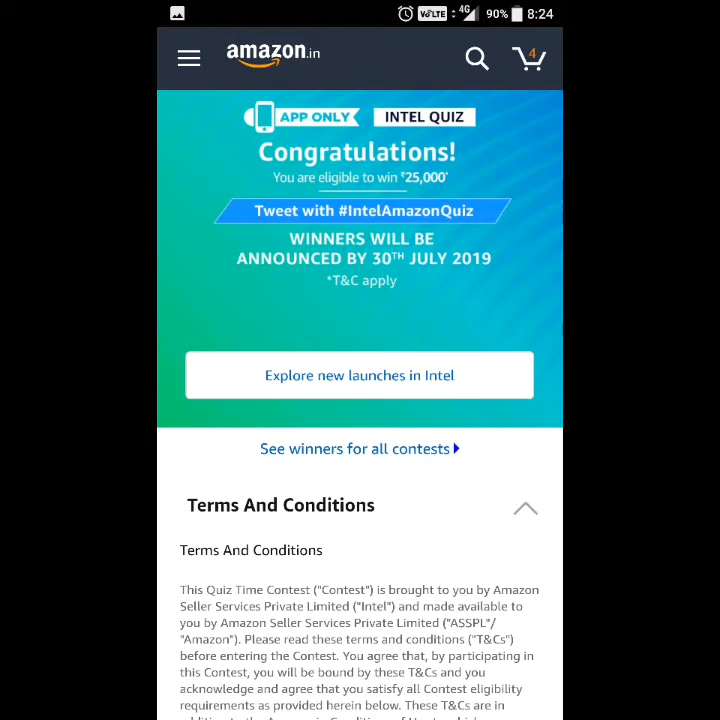 VoLTE 4G 90% 8:24
amazon.in
4
APP ONLY INTEL QUIZ
Congratulations!
You are eligible to win ₹25,000*
Tweet with #IntelAmazonQuiz
WINNERS WILL BE
ANNOUNCED BY 30TH JULY 2019
*T&C apply
Explore new launches in Intel
See winners for all contests
Terms And Conditions
Terms And Conditions
This Quiz Time Contest ("Contest") is brought to you by Amazon
Seller Services Private Limited ("Intel") and made available to
you by Amazon Seller Services Private Limited ("ASSPL"/
"Amazon"). Please read these terms and conditions ("T&Cs")
before entering the Contest. You agree that, by participating in
this Contest, you will be bound by these T&Cs and you
acknowledge and agree that you satisfy all Contest eligibility
requirements as provided herein below. These T&Cs are in